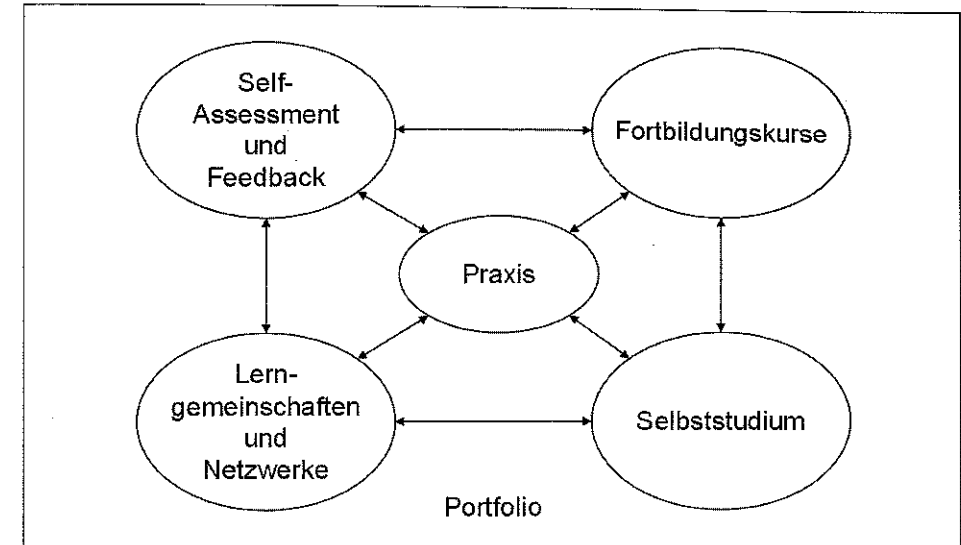 Self-
Assessment
und
Feedback
Fortbildungskurse
Praxis
Lern-
gemeinschaften
und
Netzwerke
Selbststudium
Portfolio